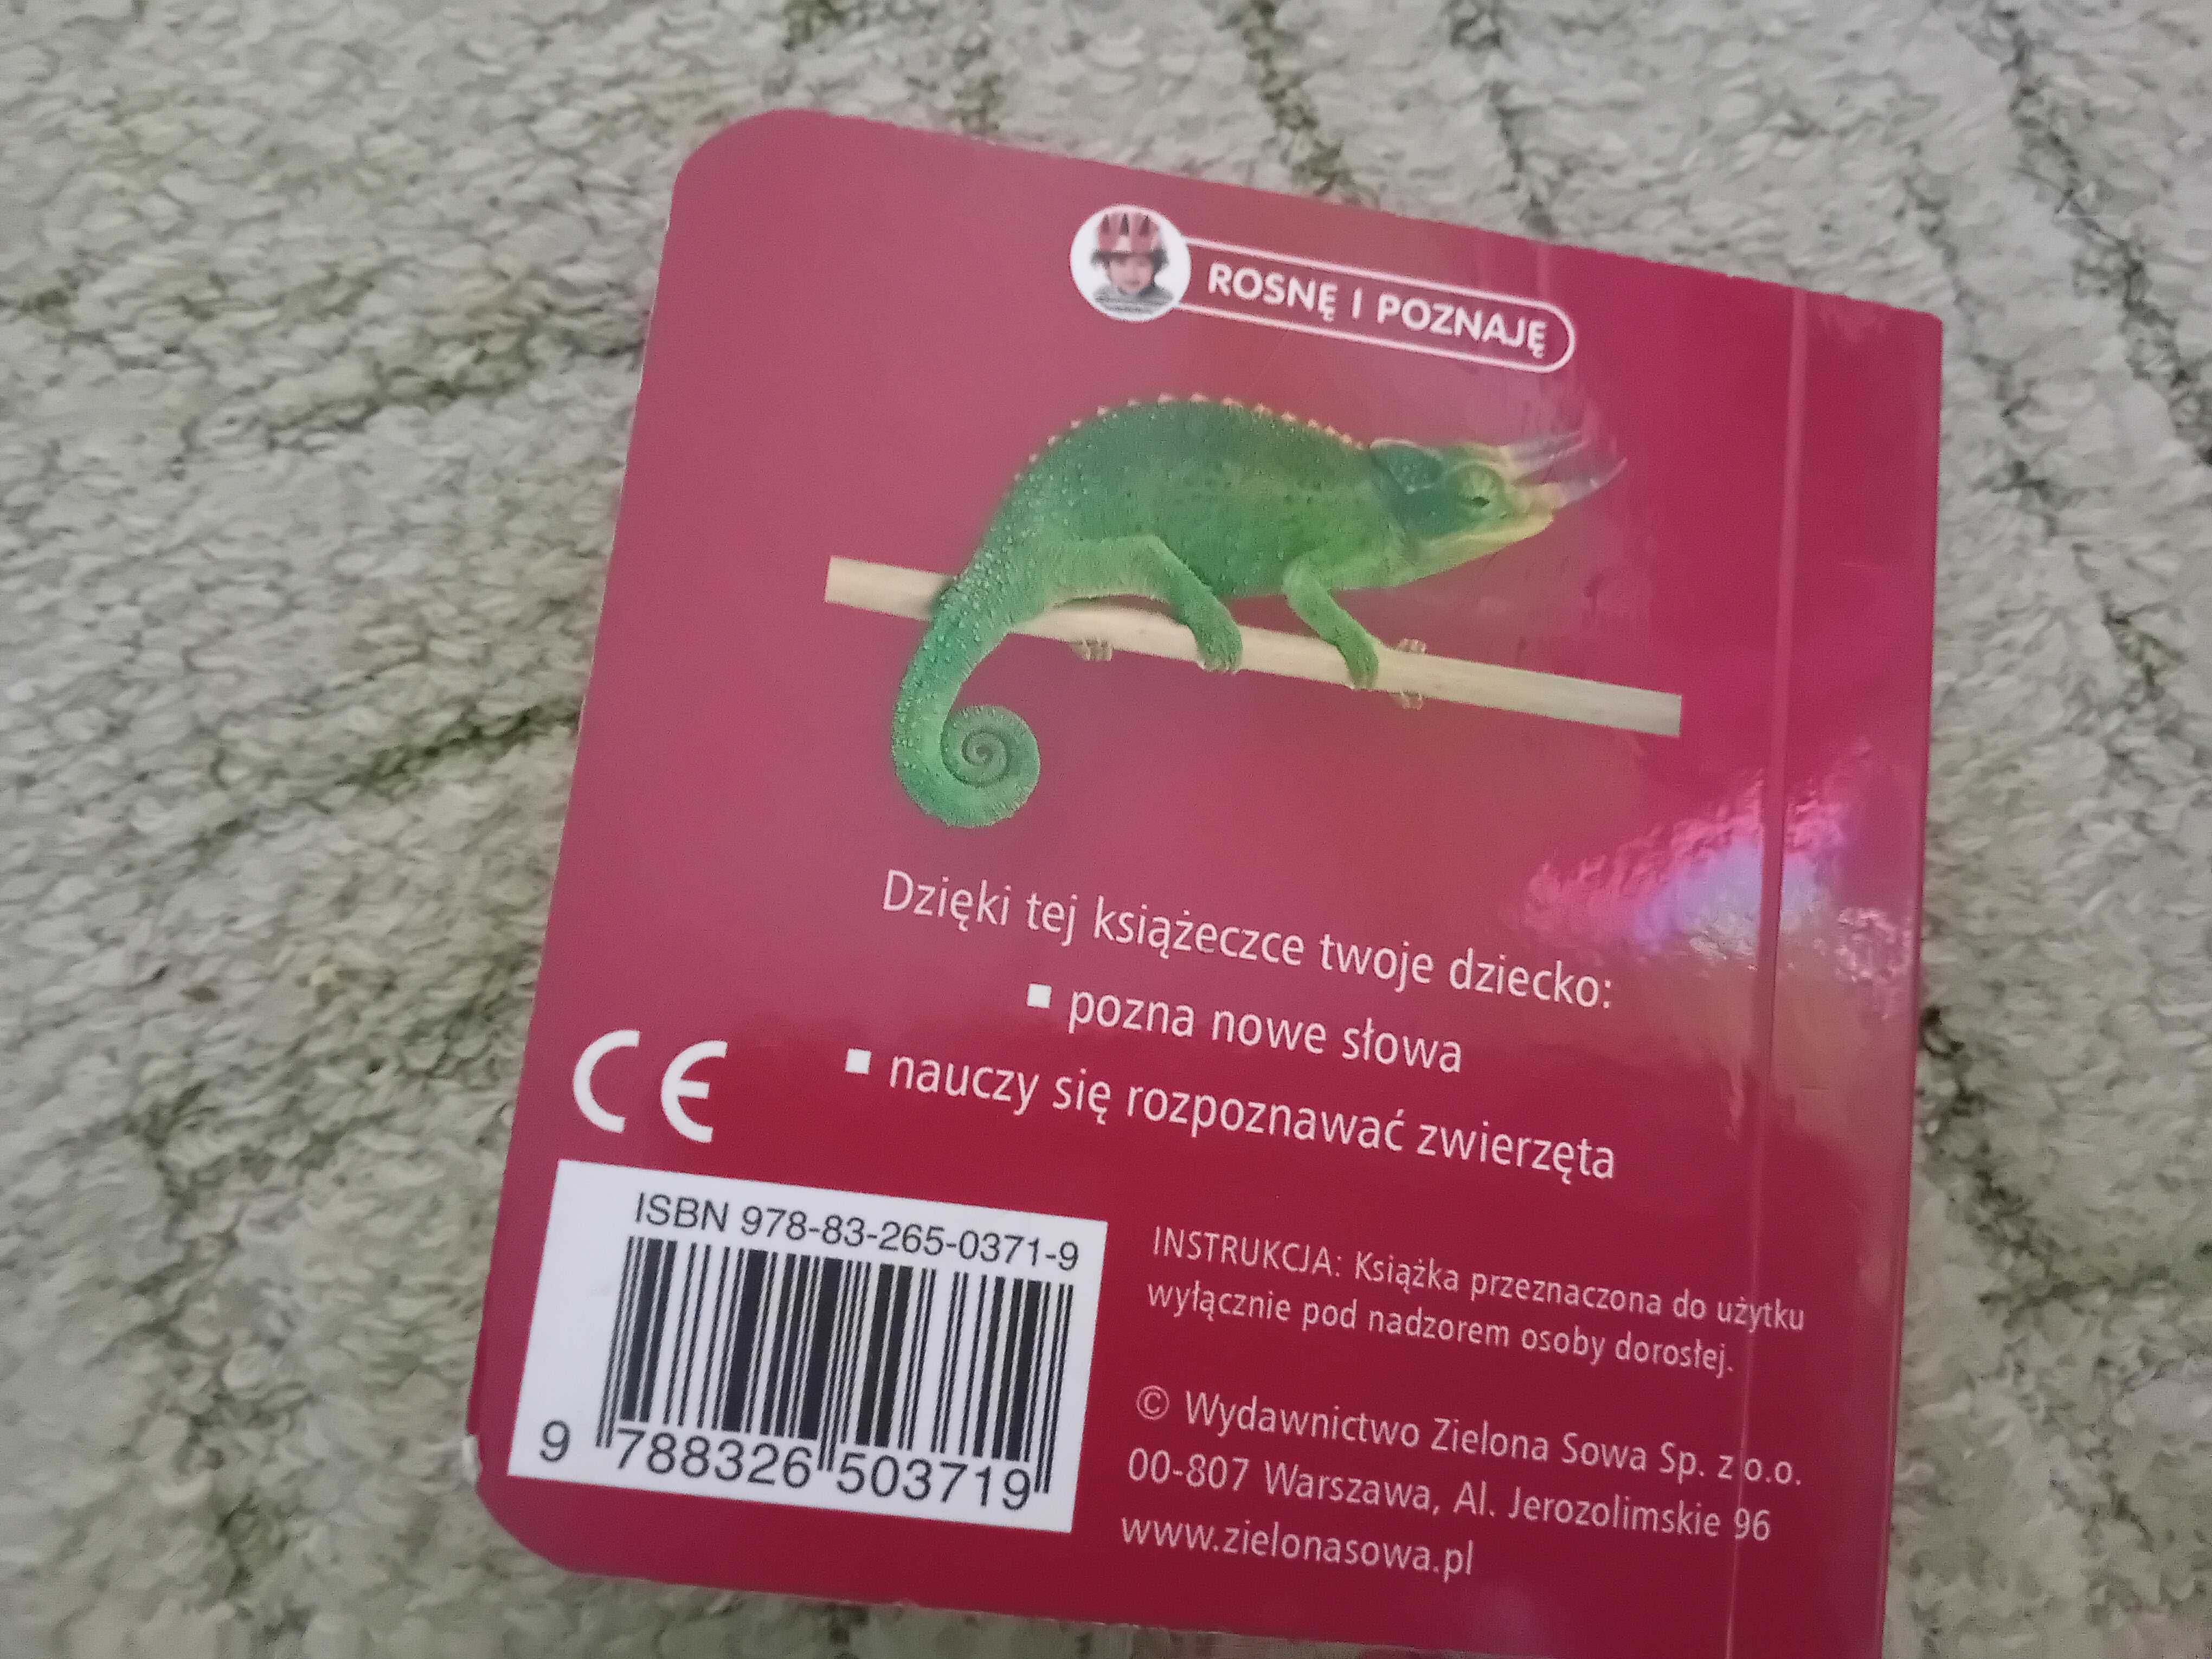 ROSNĘ I POZNAJĘ
Dzięki tej książeczce twoje dziecko:
▪ pozna nowe słowa
▪ nauczy się rozpoznawać zwierzęta
CE
ISBN 978-83-265-0371-9
9 788326 503719
INSTRUKCJA: Książka przeznaczona do użytku
wyłącznie pod nadzorem osoby dorosłej.
© Wydawnictwo Zielona Sowa Sp. z o.o.
00-807 Warszawa, Al. Jerozolimskie 96
www.zielonasowa.pl